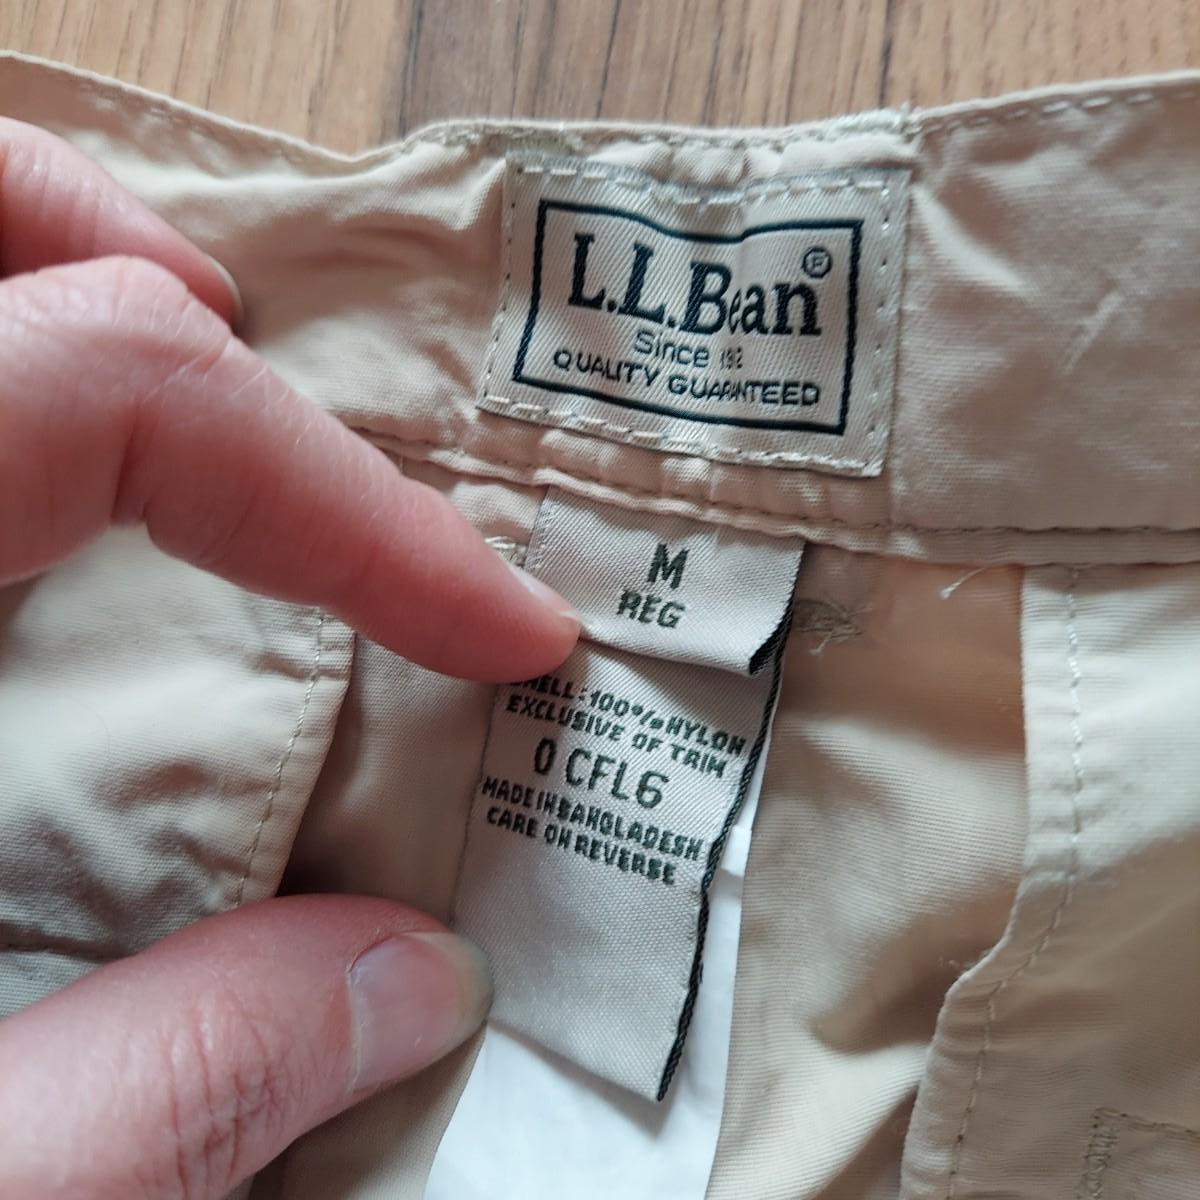 L.L.Bean®
Since
QUALITY GUARANTEED
M
REG
SHELL:100% NYLON
EXCLUSIVE OF TRIM
0 CFL6
MADE IN BANGLADESH
CARE ON REVERSE